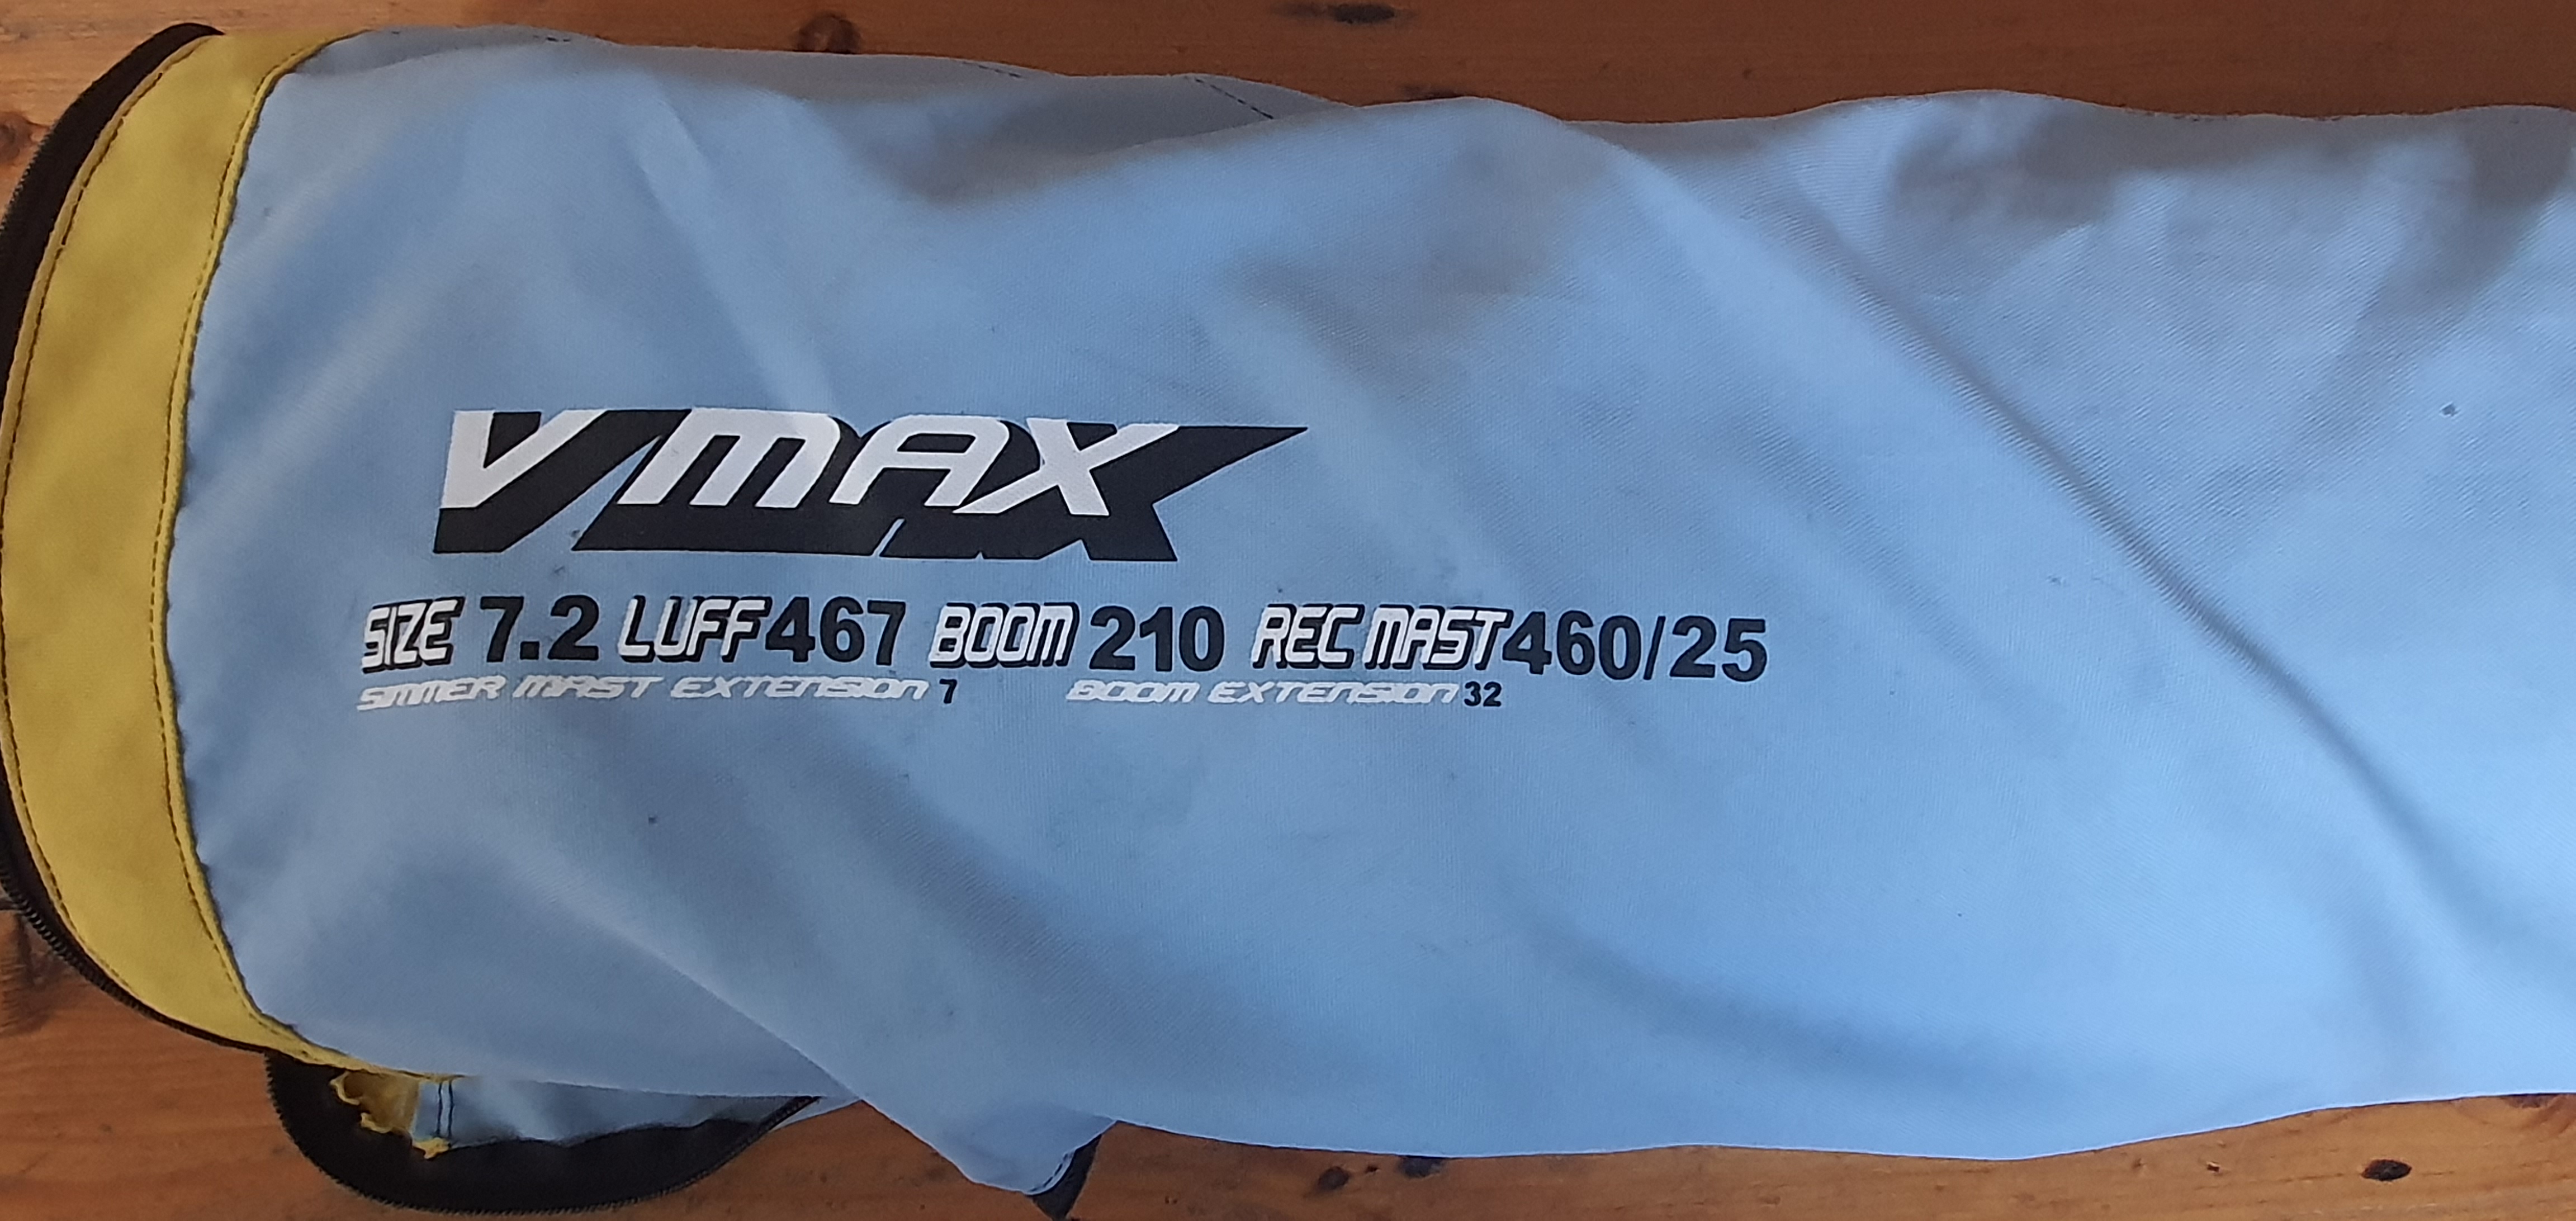 VMAX
SIZE 7.2 LUFF 467 BOOM 210 REC MAST 460/25
SIMMER MAST EXTENSION 7 BOOM EXTENSION 32